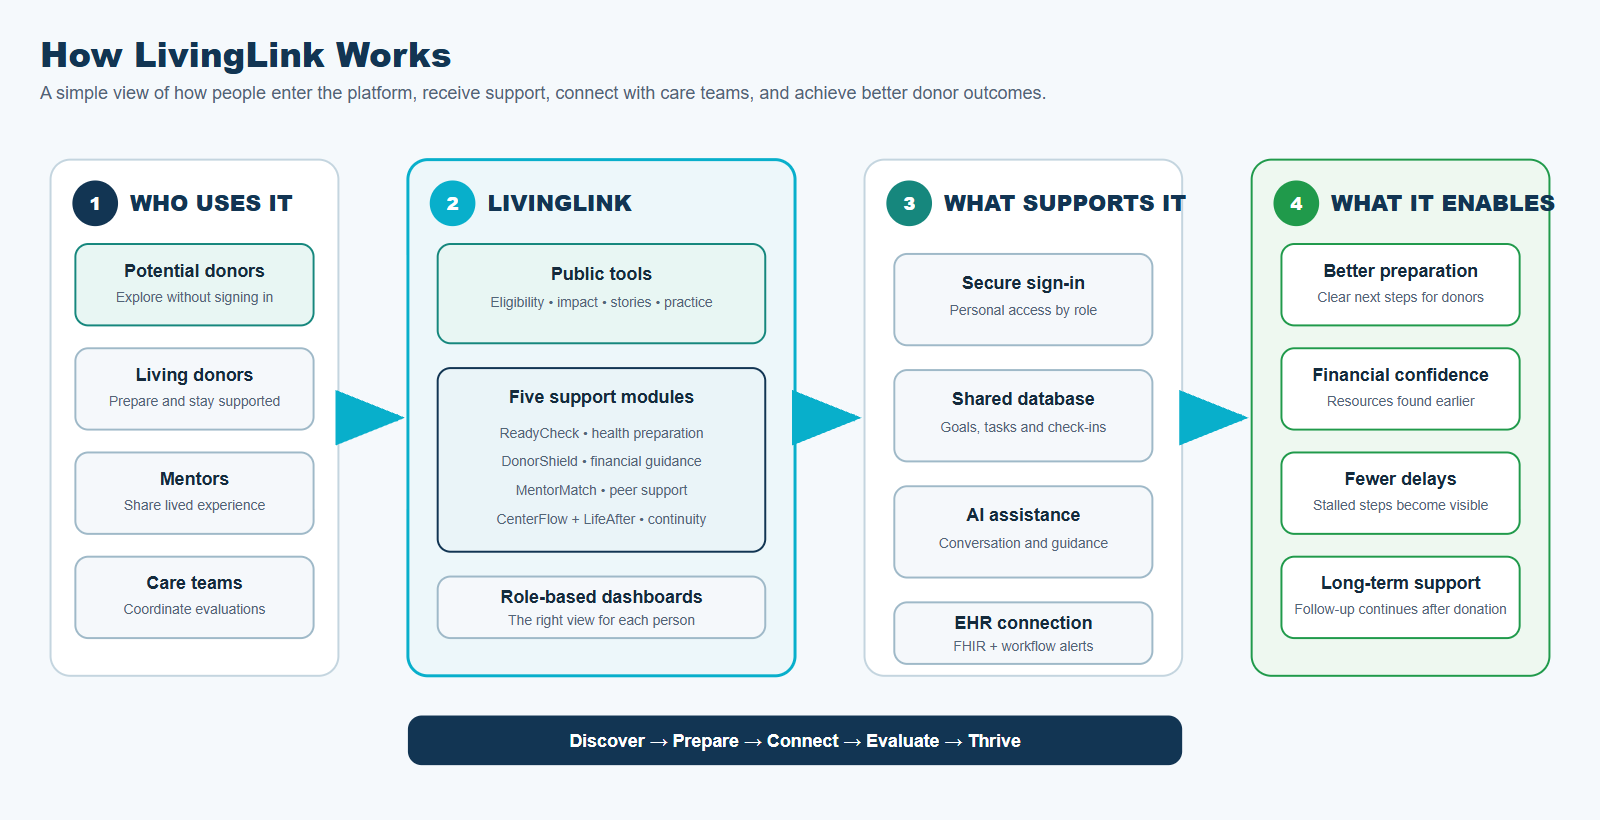 How LivingLink Works
A simple view of how people enter the platform, receive support, connect with care teams, and achieve better donor outcomes.
1 WHO USES IT
Potential donors
Explore without signing in
Living donors
Prepare and stay supported
Mentors
Share lived experience
Care teams
Coordinate evaluations
2 LIVINGLINK
Public tools
Eligibility • impact • stories • practice
Five support modules
ReadyCheck • health preparation
DonorShield • financial guidance
MentorMatch • peer support
CenterFlow + LifeAfter • continuity
Role-based dashboards
The right view for each person
3 WHAT SUPPORTS IT
Secure sign-in
Personal access by role
Shared database
Goals, tasks and check-ins
AI assistance
Conversation and guidance
EHR connection
FHIR + workflow alerts
4 WHAT IT ENABLES
Better preparation
Clear next steps for donors
Financial confidence
Resources found earlier
Fewer delays
Stalled steps become visible
Long-term support
Follow-up continues after donation
Discover → Prepare → Connect → Evaluate → Thrive